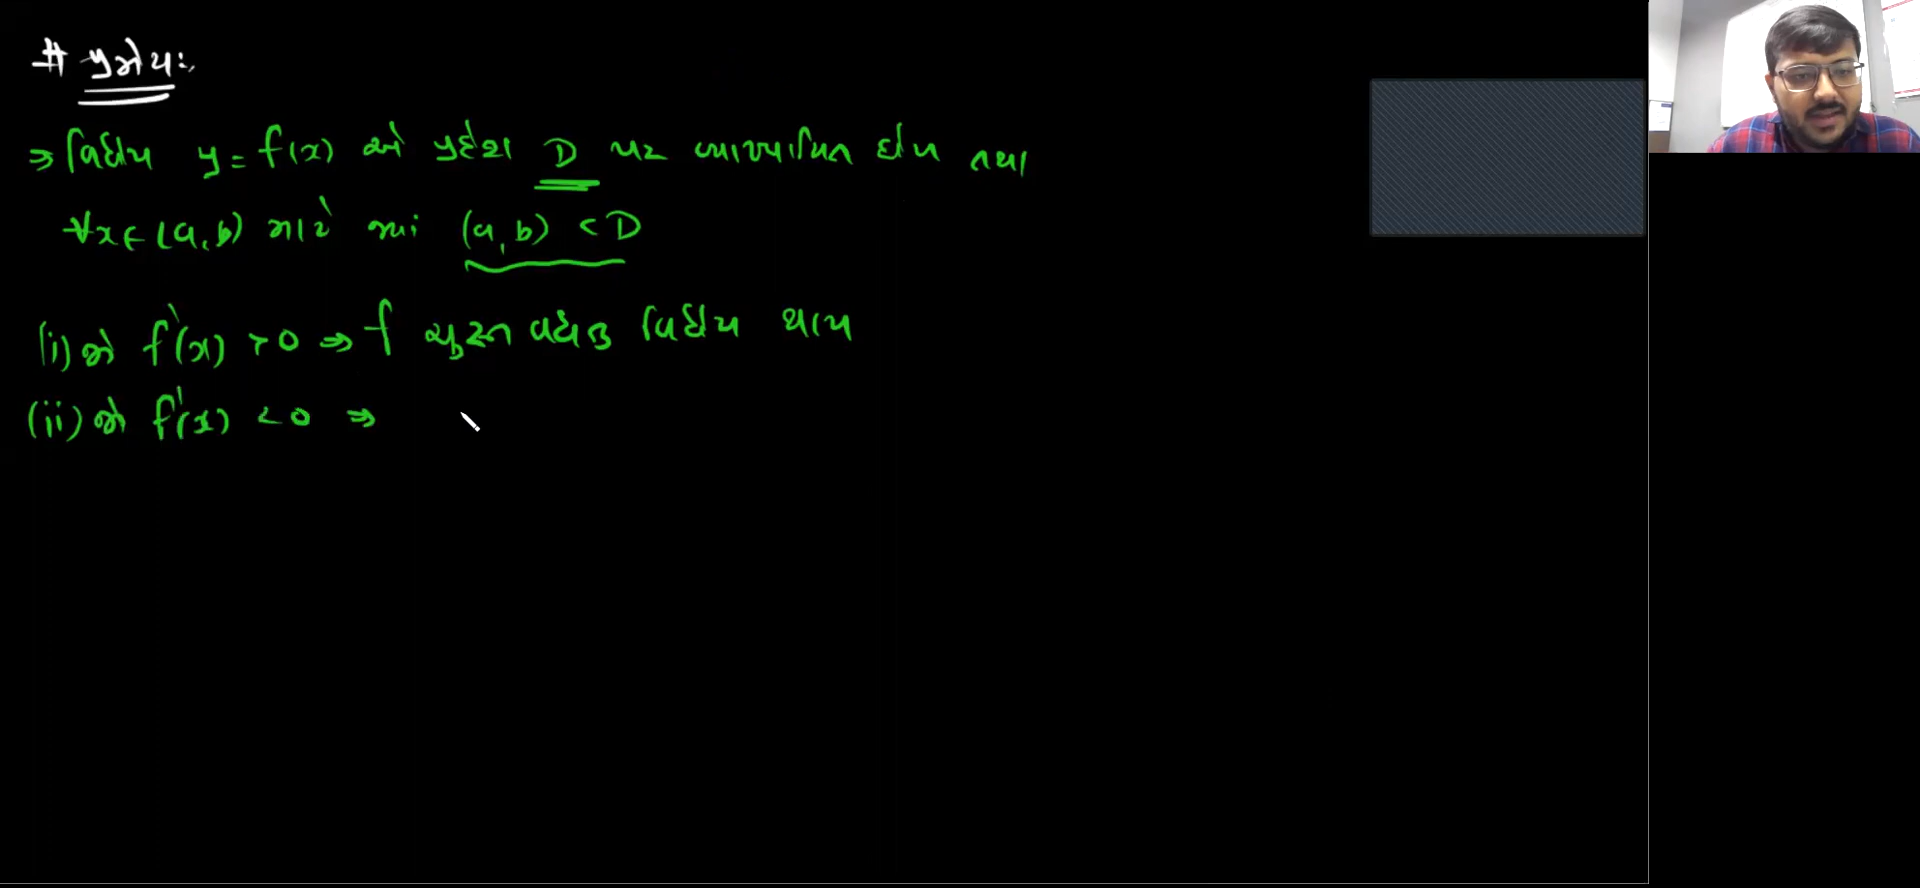 # પ્રમેય:
⇒ વિધેય y = f(x) એ પ્રદેશ D પર વ્યાખ્યાયિત હોય તથા
∀x∈(a,b) માટે જ્યાં (a,b) ⊂ D
(i) જો f'(x) > 0 ⇒ f ચુસ્ત વધતુ વિધેય થાય
(ii) જો f'(x) < 0 ⇒